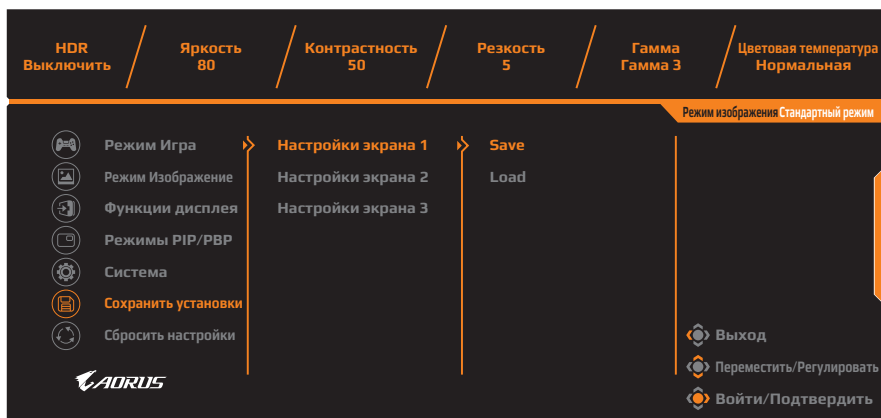 HDR
Выключить
Яркость
80
Контрастность
50
Резкость
5
Гамма
Гамма 3
Цветовая температура
Нормальная
Режим изображения Стандартный режим
Режим Игра
Режим Изображение
Функции дисплея
Режимы PIP/PBP
Система
Сохранить установки
Сбросить настройки
Настройки экрана 1
Настройки экрана 2
Настройки экрана 3
Save
Load
Выход
Переместить/Регулировать
Войти/Подтвердить
AORUS